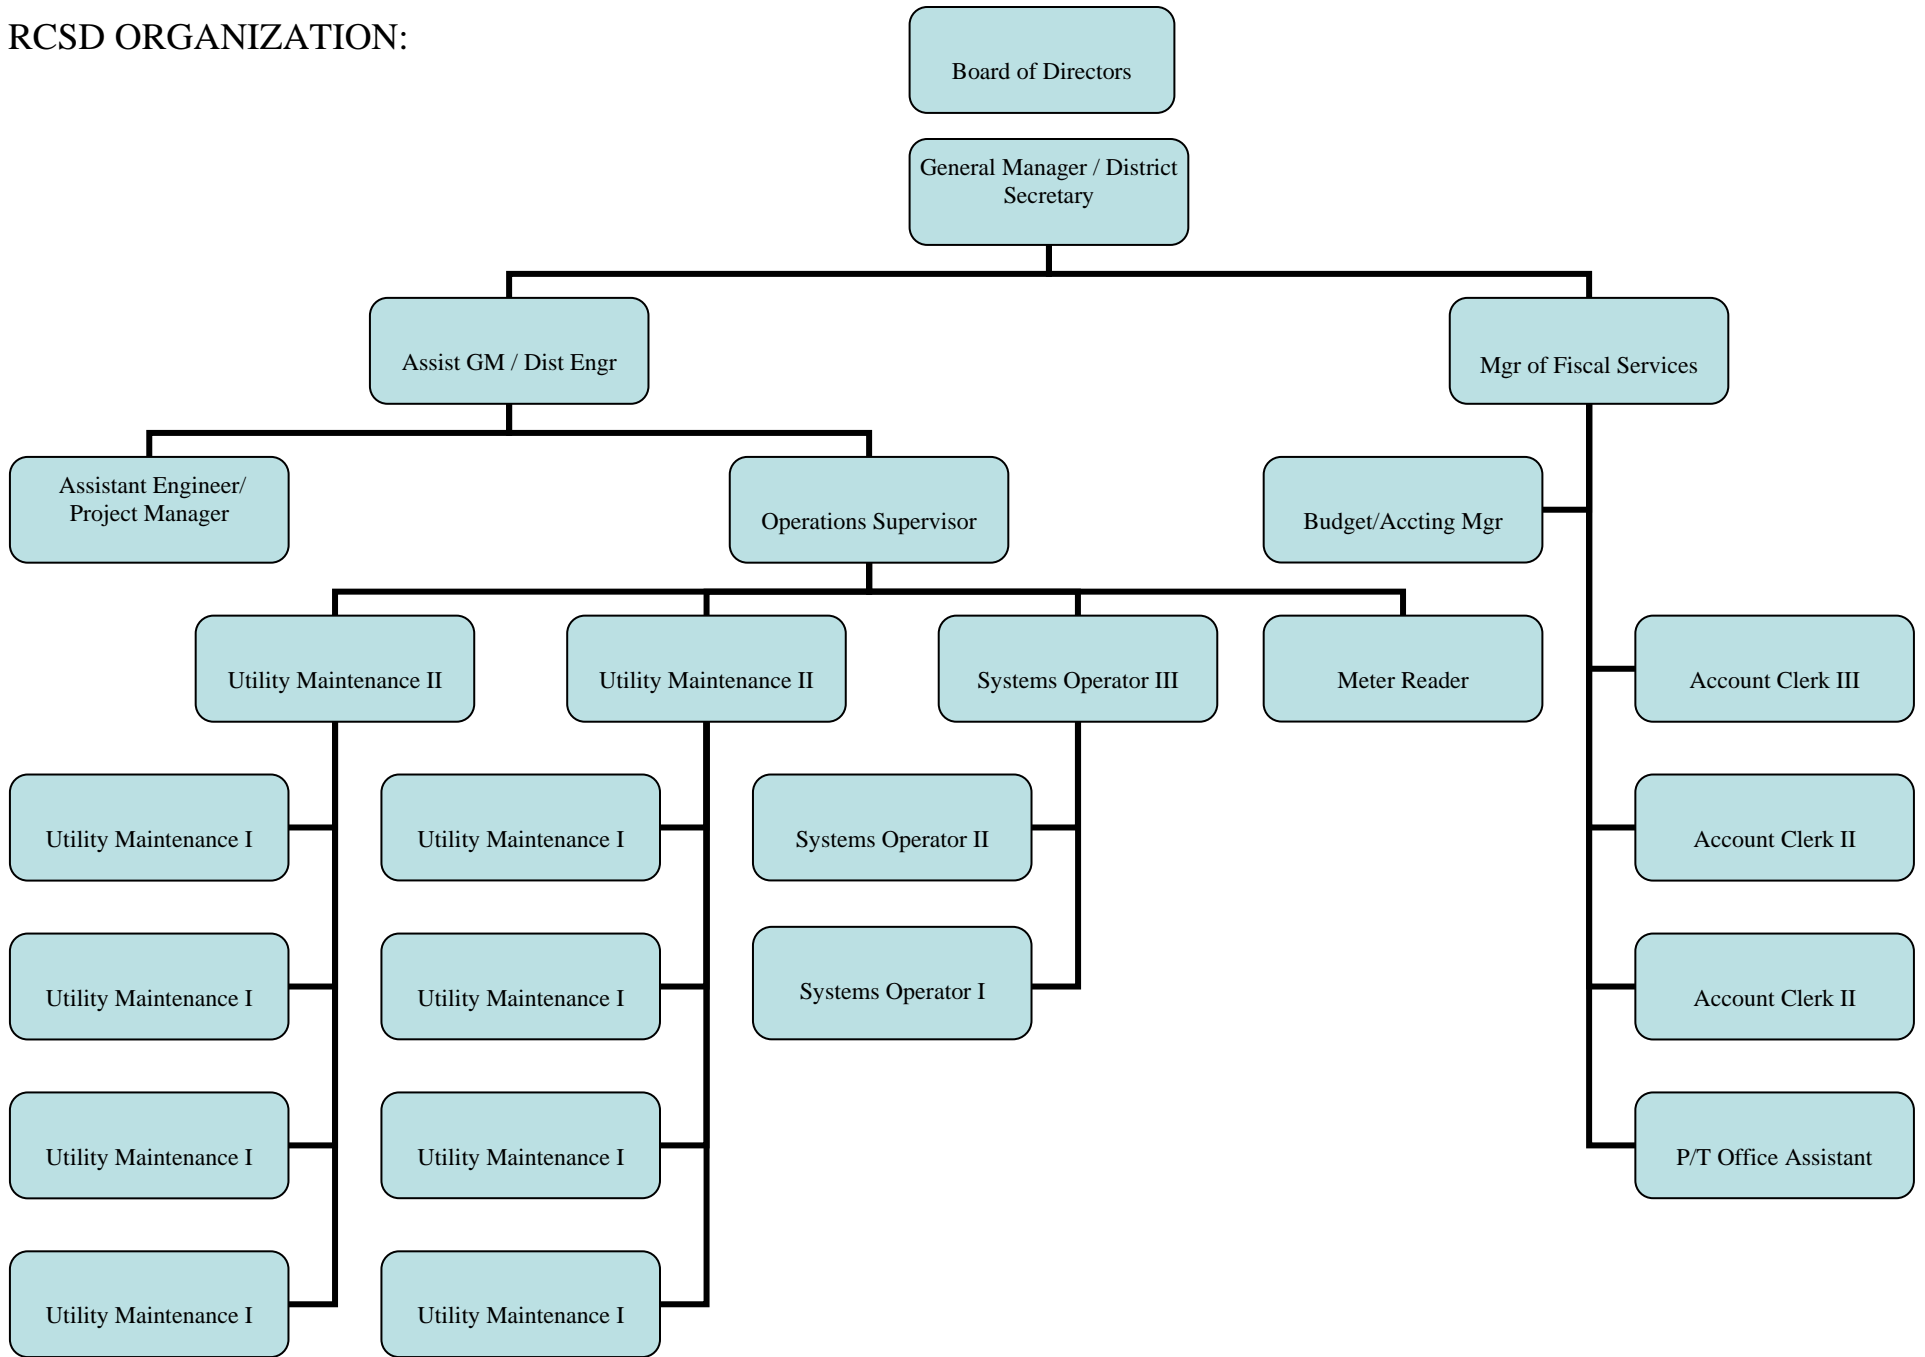 RCSD ORGANIZATION:
Board of Directors
General Manager / District
Secretary
Assist GM / Dist Engr
Mgr of Fiscal Services
Assistant Engineer/
Project Manager
Operations Supervisor
Budget/Accting Mgr
Utility Maintenance II
Utility Maintenance II
Systems Operator III
Meter Reader
Account Clerk III
Utility Maintenance I
Utility Maintenance I
Systems Operator II
Account Clerk II
Utility Maintenance I
Utility Maintenance I
Systems Operator I
Account Clerk II
Utility Maintenance I
Utility Maintenance I
P/T Office Assistant
Utility Maintenance I
Utility Maintenance I